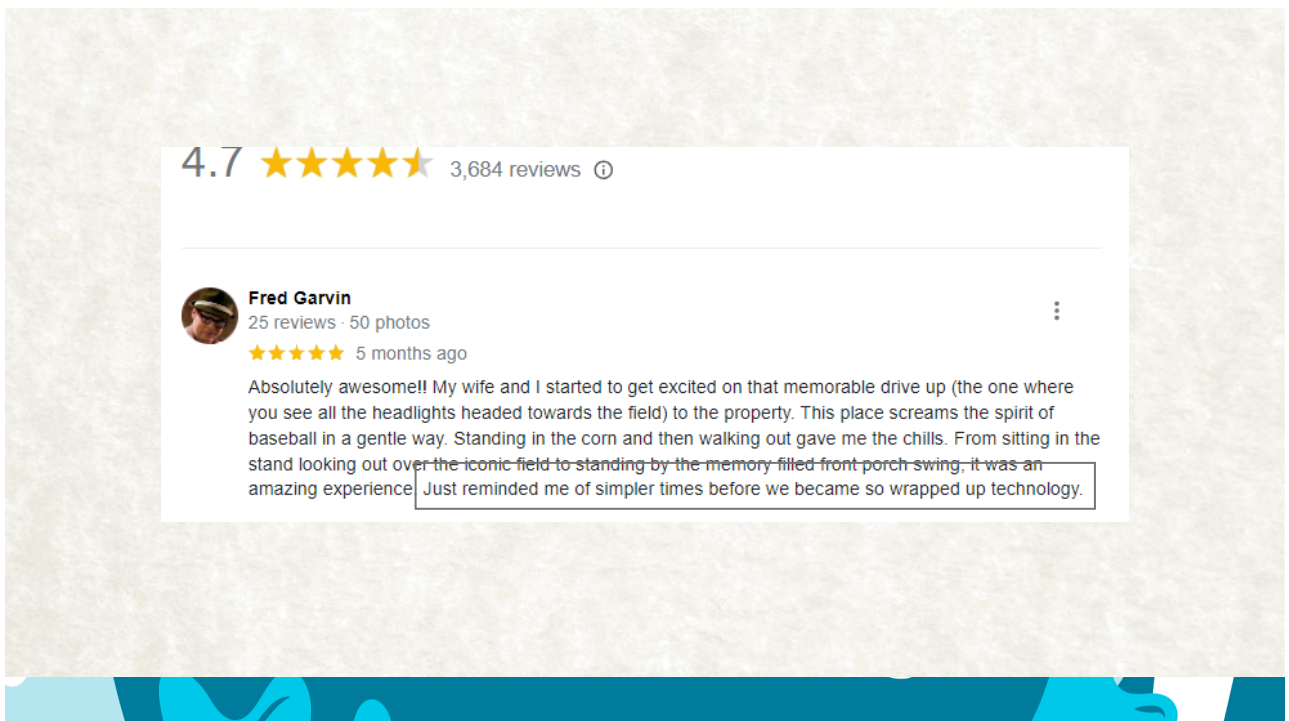 4.7 3,684 reviews
Fred Garvin
25 reviews · 50 photos
5 months ago
Absolutely awesome!! My wife and I started to get excited on that memorable drive up (the one where
you see all the headlights headed towards the field) to the property. This place screams the spirit of
baseball in a gentle way. Standing in the corn and then walking out gave me the chills. From sitting in the
stand looking out over the iconic field to standing by the memory filled front porch swing, it was an
amazing experience. Just reminded me of simpler times before we became so wrapped up technology.